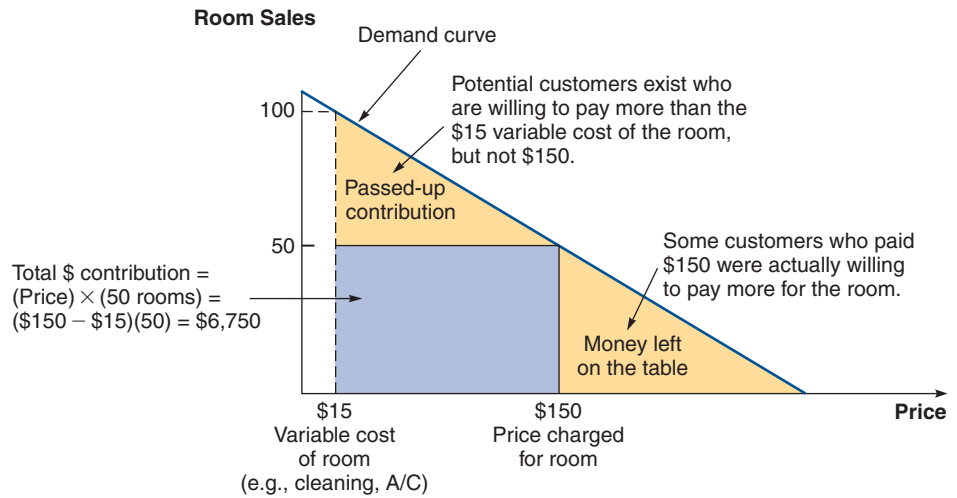 Room Sales
Demand curve
Potential customers exist who
are willing to pay more than the
$15 variable cost of the room,
but not $150.
100
Passed-up
contribution
50
Some customers who paid
$150 were actually willing
to pay more for the room.
Total $ contribution =
(Price) × (50 rooms) =
($150 – $15)(50) = $6,750
Money left
on the table
$15
Variable cost
of room
(e.g., cleaning, A/C)
$150
Price charged
for room
Price